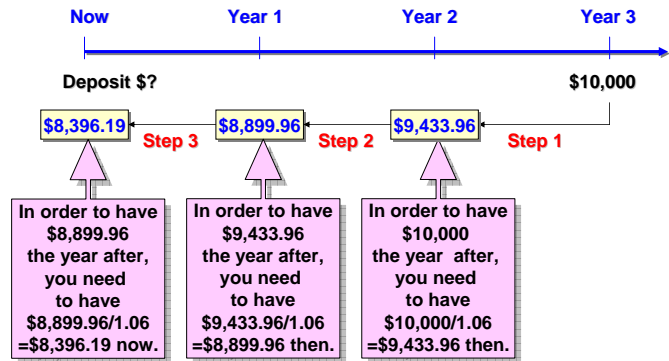 Now Year 1 Year 2 Year 3
Deposit $? $10,000
$8,396.19 Step 3 $8,899.96 Step 2 $9,433.96 Step 1
In order to have
$8,899.96
the year after,
you need
to have
$8,899.96/1.06
=$8,396.19 now.
In order to have
$9,433.96
the year after,
you need
to have
$9,433.96/1.06
=$8,899.96 then.
In order to have
$10,000
the year after,
you need
to have
$10,000/1.06
=$9,433.96 then.